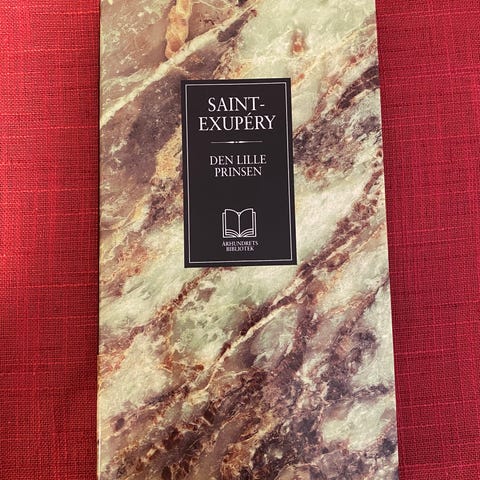 SAINT-
EXUPÉRY
DEN LILLE
PRINSEN
ÅRHUNDRETS
BIBLIOTEK